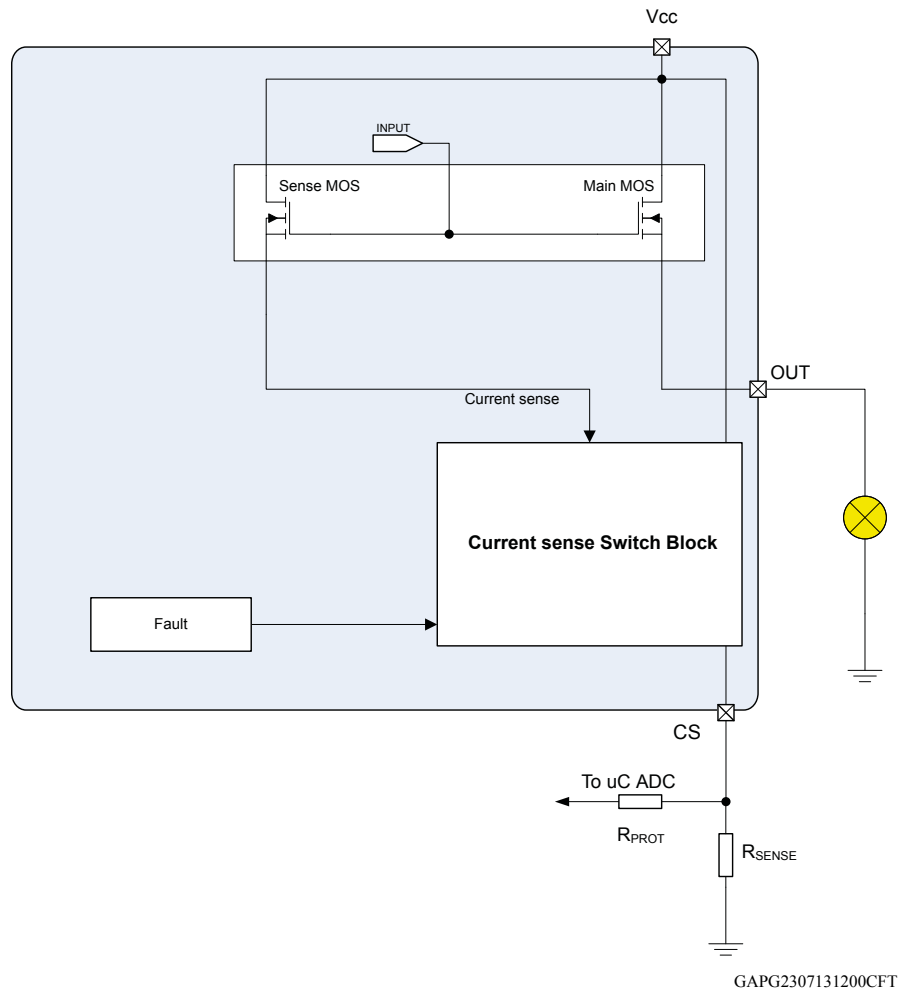 Vcc
INPUT
Sense MOS
Main MOS
OUT
Current sense
Current sense Switch Block
Fault
CS
To uC ADC
RPROT
RSENSE
GAPG2307131200CFT